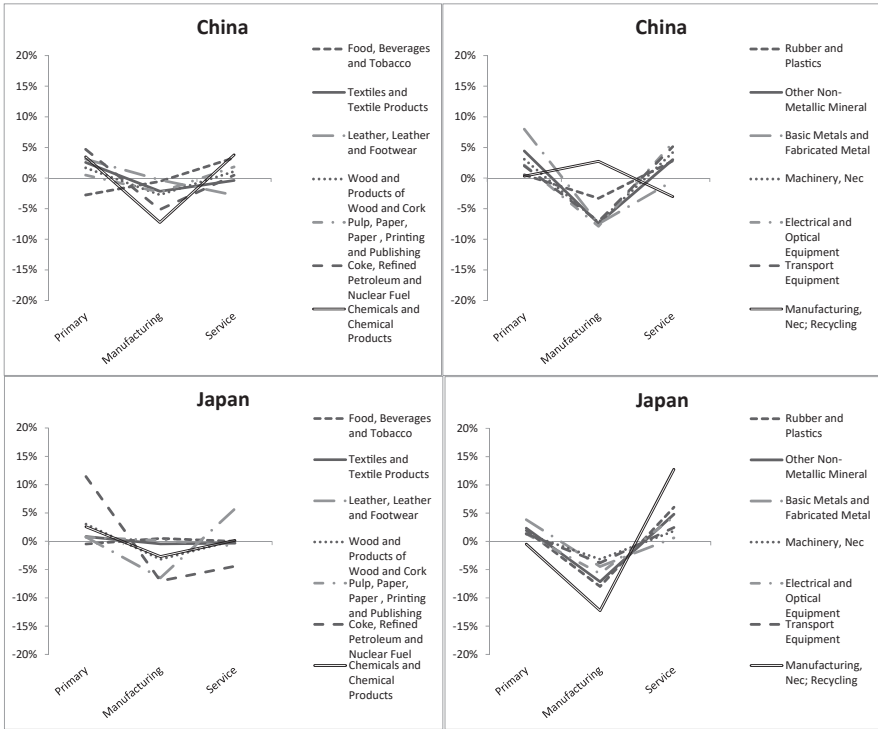 China
20%
15%
10%
5%
0%
-5%
-10%
-15%
-20%
Primary
Manufacturing
Service
Food, Beverages
and Tobacco
Textiles and
Textile Products
Leather, Leather
and Footwear
Wood and
Products of
Wood and Cork
Pulp, Paper,
Paper , Printing
and Publishing
Coke, Refined
Petroleum and
Nuclear Fuel
Chemicals and
Chemical
Products
China
20%
15%
10%
5%
0%
-5%
-10%
-15%
-20%
Primary
Manufacturing
Service
Rubber and
Plastics
Other Non-
Metallic Mineral
Basic Metals and
Fabricated Metal
Machinery, Nec
Electrical and
Optical
Equipment
Transport
Equipment
Manufacturing,
Nec; Recycling
Japan
20%
15%
10%
5%
0%
-5%
-10%
-15%
-20%
Primary
Manufacturing
Service
Food, Beverages
and Tobacco
Textiles and
Textile Products
Leather, Leather
and Footwear
Wood and
Products of
Wood and Cork
Pulp, Paper,
Paper , Printing
and Publishing
Coke, Refined
Petroleum and
Nuclear Fuel
Chemicals and
Chemical
Products
Japan
20%
15%
10%
5%
0%
-5%
-10%
-15%
-20%
Primary
Manufacturing
Service
Rubber and
Plastics
Other Non-
Metallic Mineral
Basic Metals and
Fabricated Metal
Machinery, Nec
Electrical and
Optical
Equipment
Transport
Equipment
Manufacturing,
Nec; Recycling